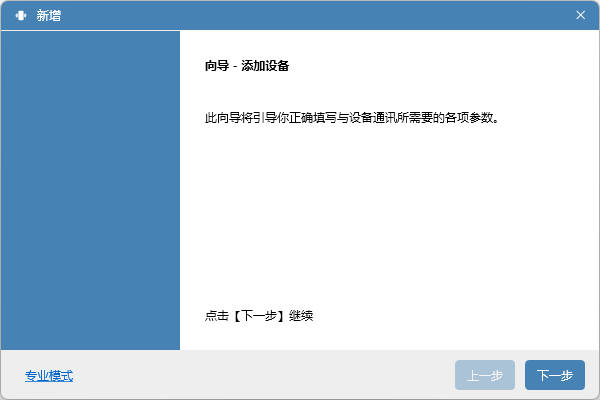 新增
向导 - 添加设备
此向导将引导你正确填写与设备通讯所需要的各项参数。
点击【下一步】继续
专业模式
上一步
下一步